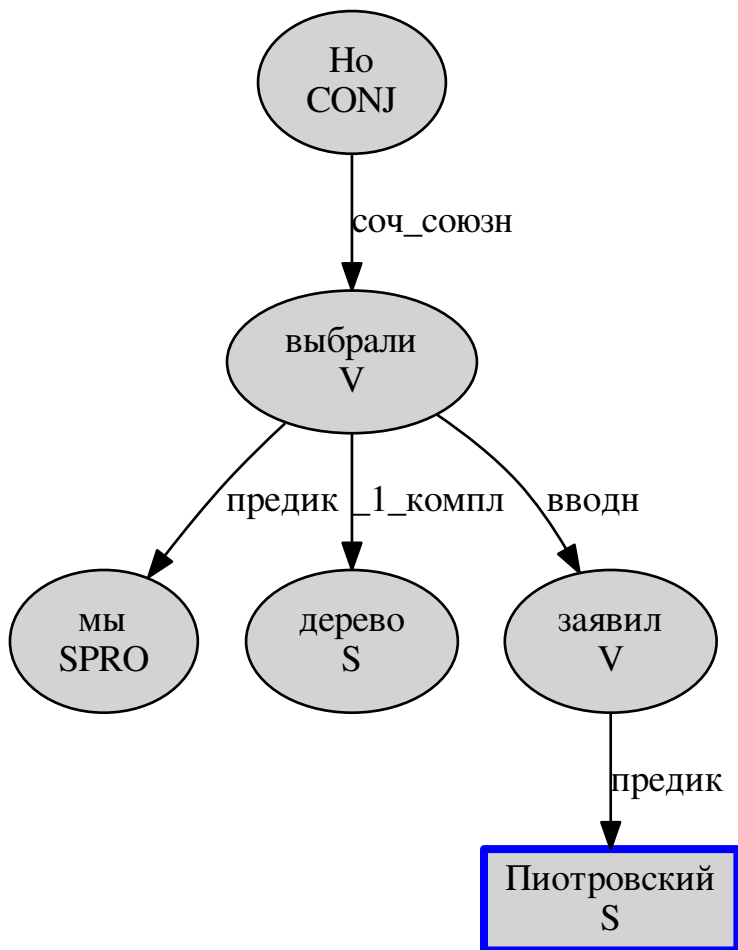 Но
CONJ
соч_союзн
выбрали
V
предик
_1_компл
вводн
мы
SPRO
дерево
S
заявил
V
предик
Пиотровский
S